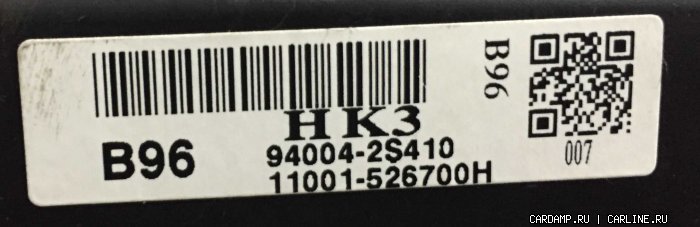 HK3
B96
94004-2S410
11001-526700H
B96
007
CARDAMP.RU | CARLINE.RU